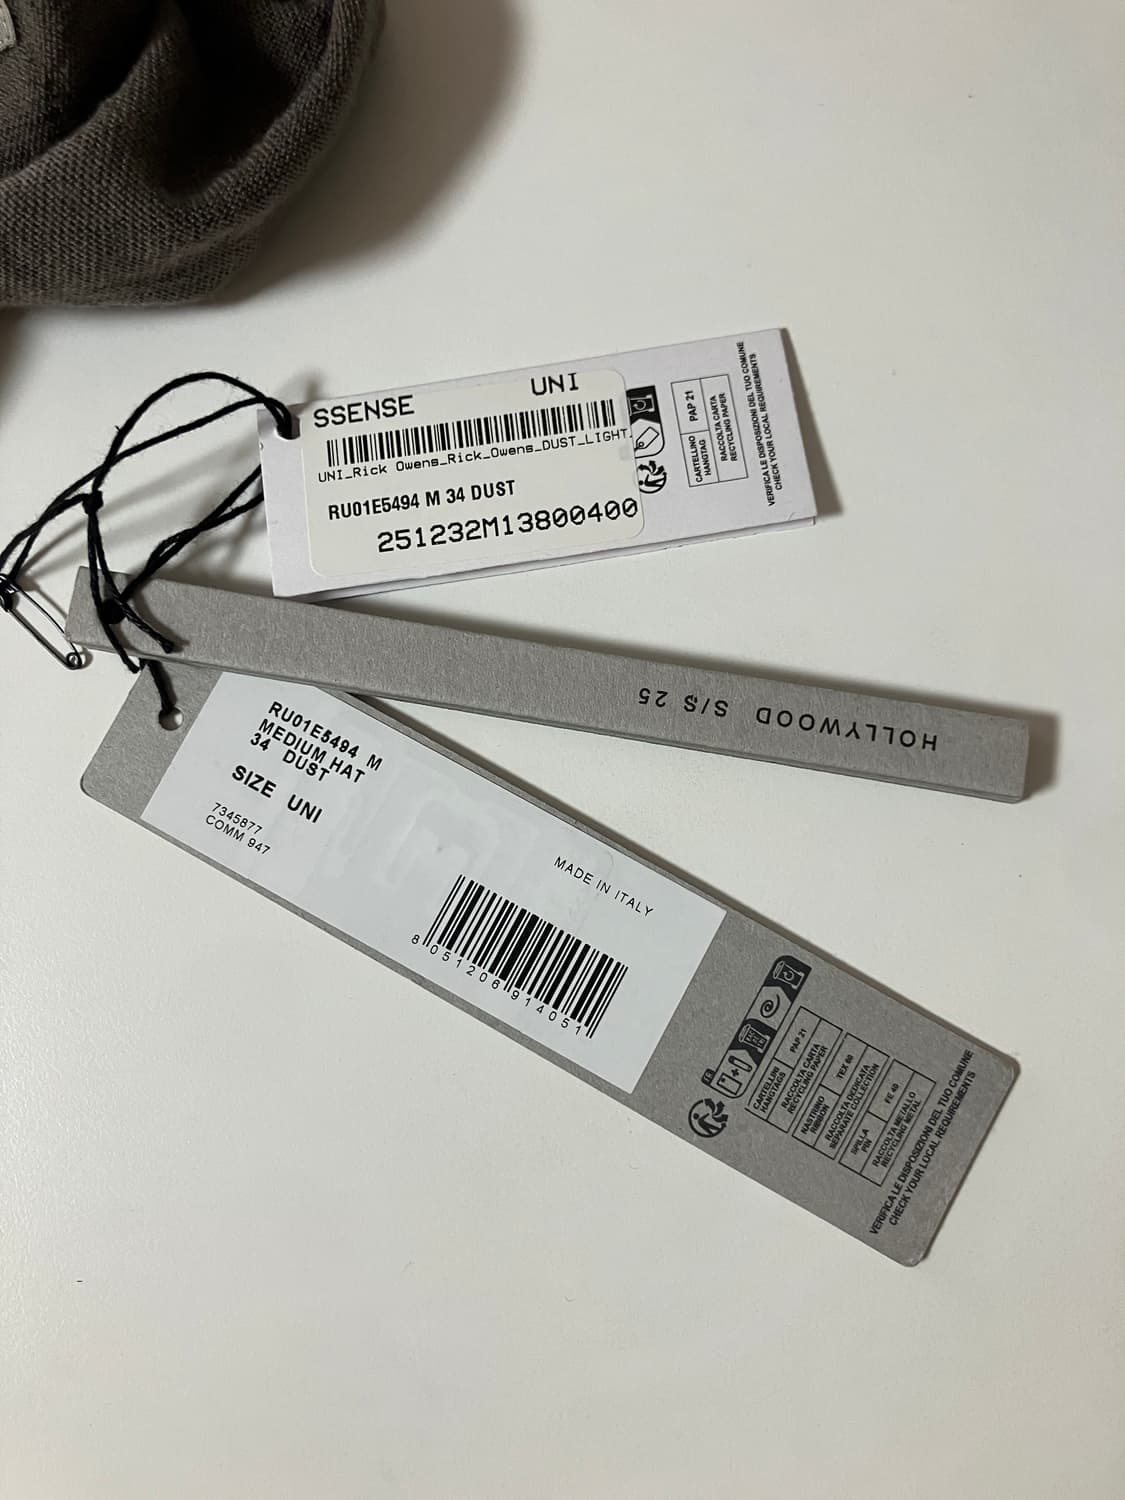 SSENSE UNI
UNI_Rick Owens_Rick_Owens_DUST_LIGHT
RU01E5494 M 34 DUST
251232M13800400
CARTELLINO
HANGTAG
PAP 21
RACCOLTA CARTA
RECYCLING PAPER
VERIFICA LE DISPOSIZIONI DEL TUO COMUNE
CHECK YOUR LOCAL REQUIREMENTS
HOLLYWOOD S/S 25
RU01E5494 M
MEDIUM HAT
34 DUST
SIZE UNI
7345877
COMM 947
MADE IN ITALY
8 051208 914051
FR
CARTELLINI
HANGTAGS
PAP 21
RACCOLTA CARTA
RECYCLING PAPER
NASTRINO
RIBBON
TEX 60
RACCOLTA DEDICATA
SEPARATE COLLECTION
SPILLA
PIN
FE 40
RACCOLTA METALLO
RECYCLING METAL
VERIFICA LE DISPOSIZIONI DEL TUO COMUNE
CHECK YOUR LOCAL REQUIREMENTS